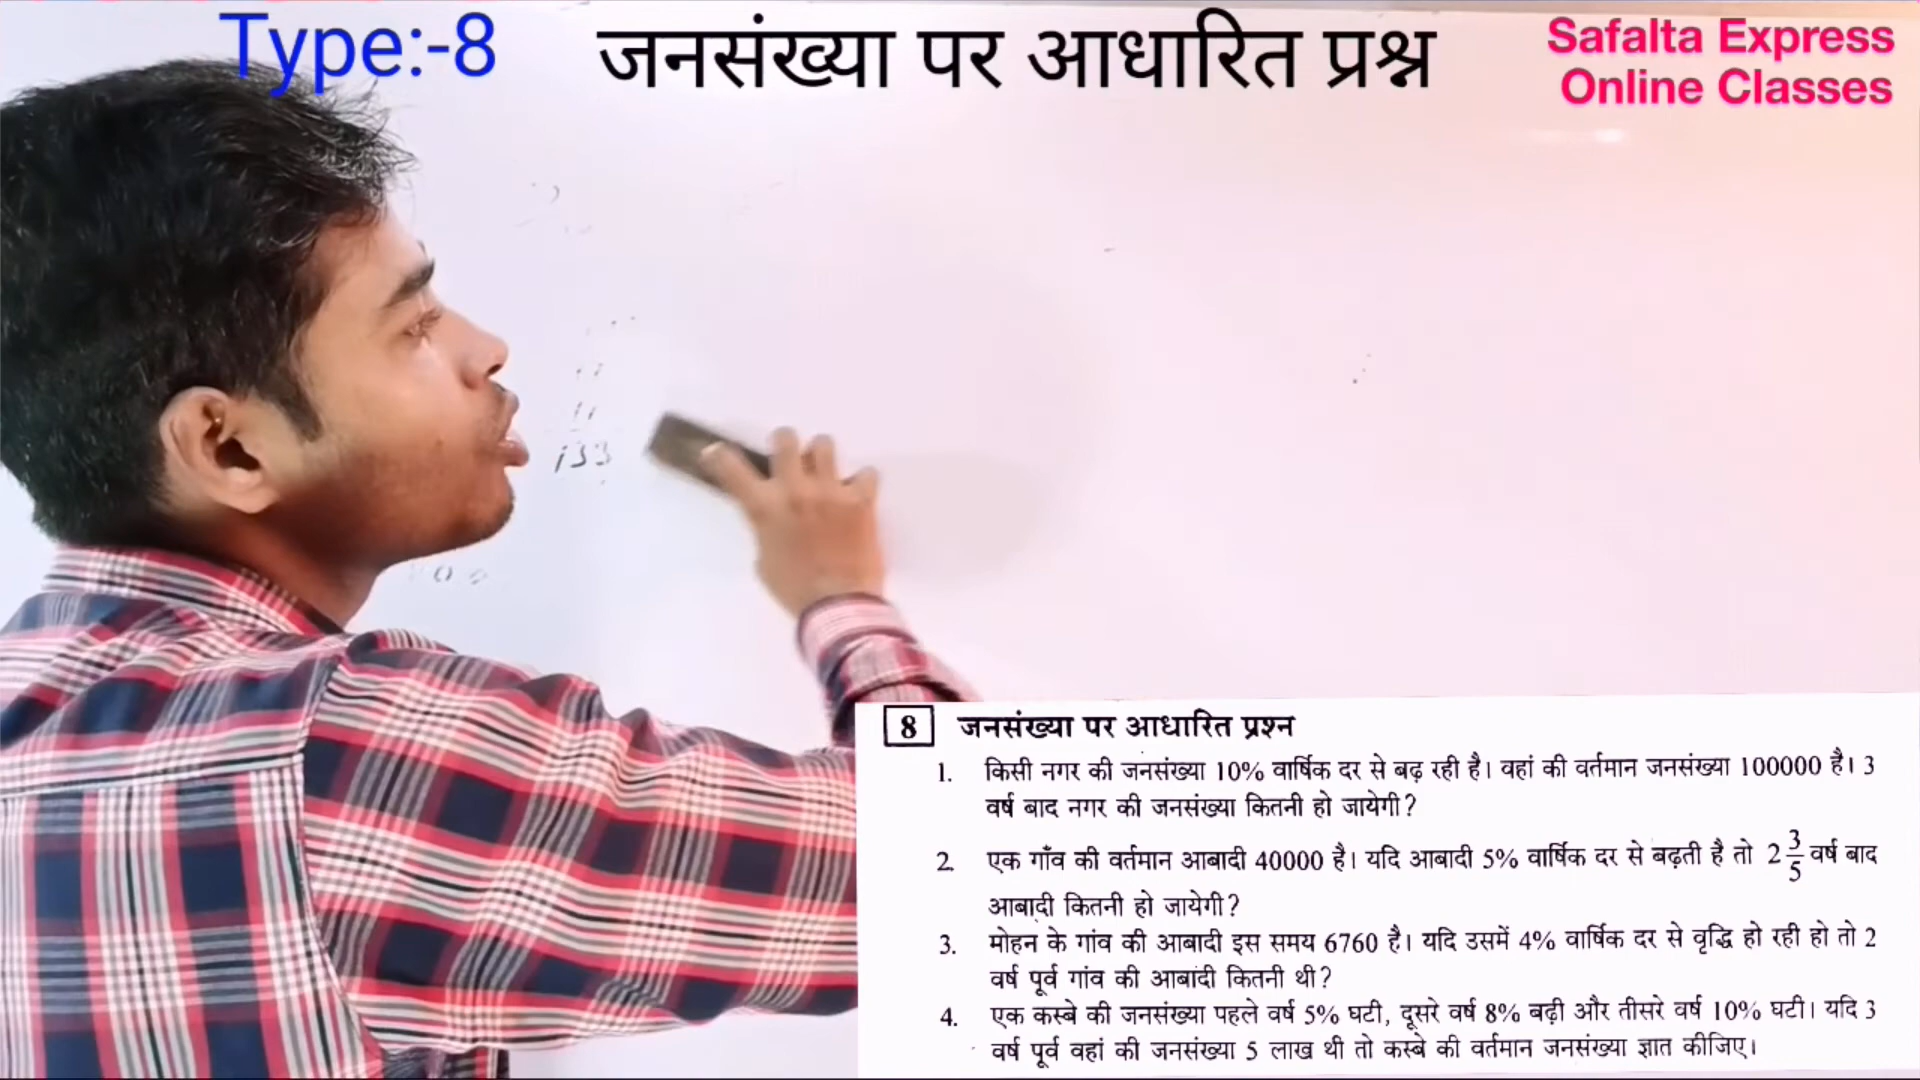 Type:-8 जनसंख्या पर आधारित प्रश्न
Safalta Express
Online Classes
133
8 जनसंख्या पर आधारित प्रश्न
1. किसी नगर की जनसंख्या 10% वार्षिक दर से बढ़ रही है। वहां की वर्तमान जनसंख्या 100000 है। 3
वर्ष बाद नगर की जनसंख्या कितनी हो जायेगी?
2. एक गाँव की वर्तमान आबादी 40000 है। यदि आबादी 5% वार्षिक दर से बढ़ती है तो 2 3/5 वर्ष बाद
आबादी कितनी हो जायेगी?
3. मोहन के गांव की आबादी इस समय 6760 है। यदि उसमें 4% वार्षिक दर से वृद्धि हो रही हो तो 2
वर्ष पूर्व गांव की आबादी कितनी थी?
4. एक कस्बे की जनसंख्या पहले वर्ष 5% घटी, दूसरे वर्ष 8% बढ़ी और तीसरे वर्ष 10% घटी। यदि 3
वर्ष पूर्व वहां की जनसंख्या 5 लाख थी तो कस्बे की वर्तमान जनसंख्या ज्ञात कीजिए।